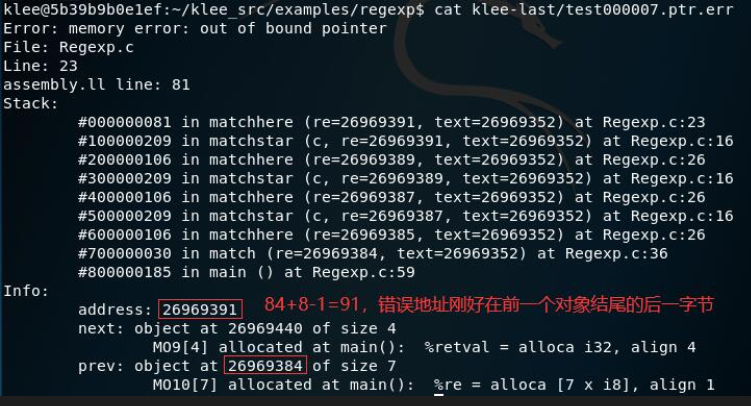 klee@5b39b9b0e1ef:~/klee_src/examples/regexp$ cat klee-last/test000007.ptr.err
Error: memory error: out of bound pointer
File: Regexp.c
Line: 23
assembly.ll line: 81
Stack:
#000000081 in matchhere (re=26969391, text=26969352) at Regexp.c:23
#100000209 in matchstar (c, re=26969391, text=26969352) at Regexp.c:16
#200000106 in matchhere (re=26969389, text=26969352) at Regexp.c:26
#300000209 in matchstar (c, re=26969389, text=26969352) at Regexp.c:16
#400000106 in matchhere (re=26969387, text=26969352) at Regexp.c:26
#500000209 in matchstar (c, re=26969387, text=26969352) at Regexp.c:16
#600000106 in matchhere (re=26969385, text=26969352) at Regexp.c:26
#700000030 in match (re=26969384, text=26969352) at Regexp.c:36
#800000185 in main () at Regexp.c:59
Info:
address: 26969391 84+8-1=91，错误地址刚好在前一个对象结尾的后一字节
next: object at 26969440 of size 4
MO9[4] allocated at main():  %retval = alloca i32, align 4
prev: object at 26969384 of size 7
MO10[7] allocated at main():  %re = alloca [7 x i8], align 1